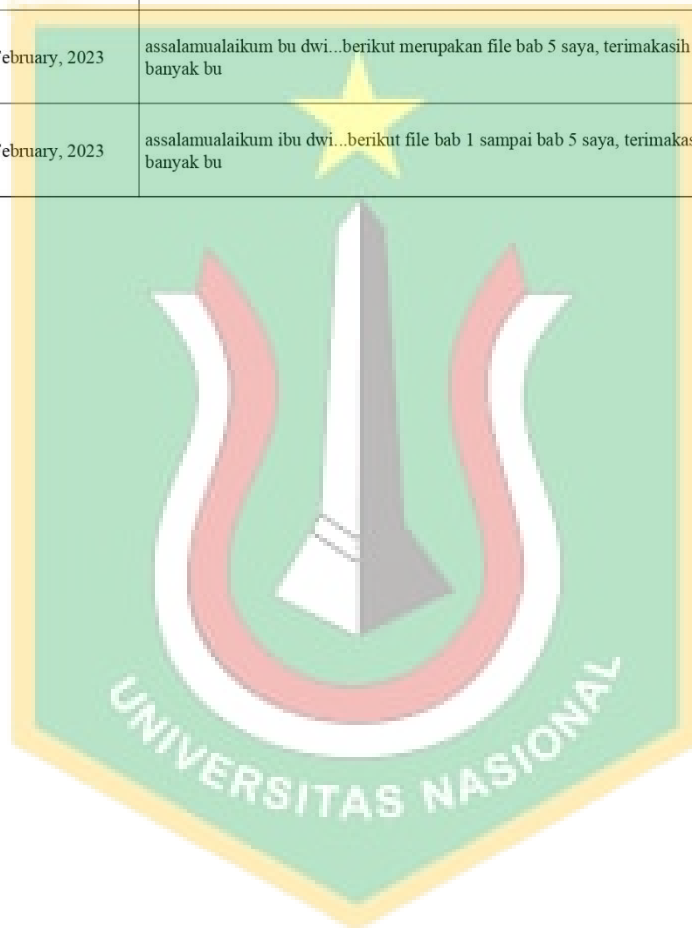 ebruary, 2023
assalamualaikum bu dwi...berikut merupakan file bab 5 saya, terimakasih
banyak bu
ebruary, 2023
assalamualaikum ibu dwi...berikut file bab 1 sampai bab 5 saya, terimakas
banyak bu
UNIVERSITAS NASIONAL